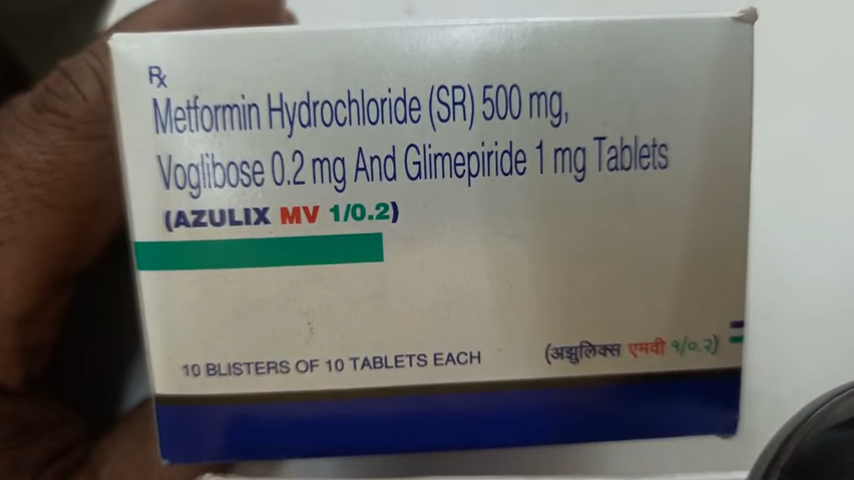 Rx
Metformin Hydrochloride (SR) 500 mg,
Voglibose 0.2 mg And Glimepiride 1 mg Tablets
(AZULIX MV 1/0.2)
10 BLISTERS OF 10 TABLETS EACH
(अझुलिक्स एमवी १/०.२)